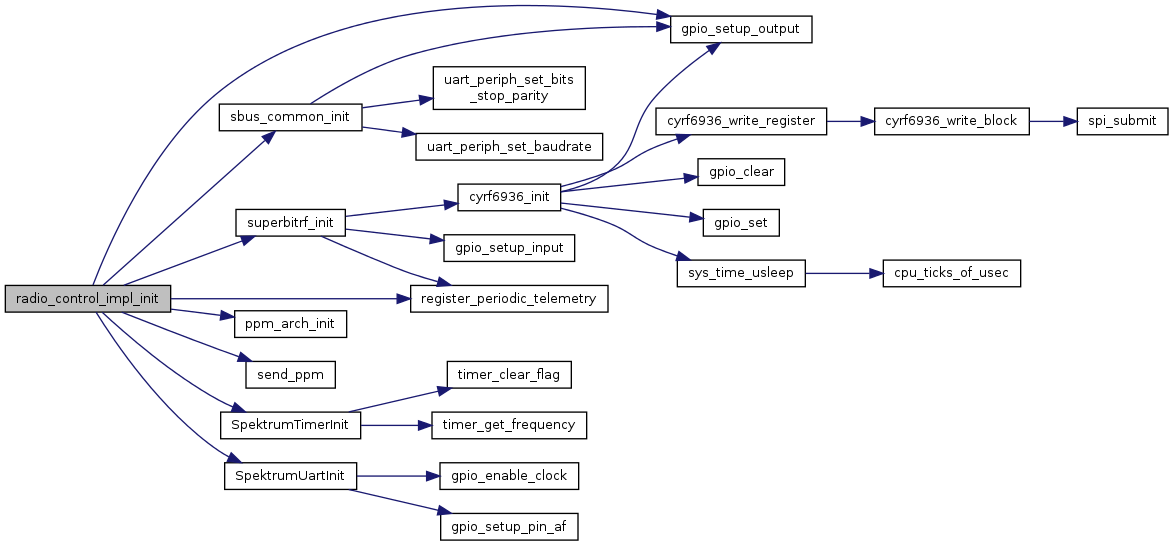 gpio_setup_output
uart_periph_set_bits
_stop_parity
sbus_common_init
cyrf6936_write_register
cyrf6936_write_block
spi_submit
uart_periph_set_baudrate
gpio_clear
cyrf6936_init
superbitrf_init
gpio_set
gpio_setup_input
sys_time_usleep
cpu_ticks_of_usec
radio_control_impl_init
register_periodic_telemetry
ppm_arch_init
send_ppm
timer_clear_flag
SpektrumTimerInit
timer_get_frequency
SpektrumUartInit
gpio_enable_clock
gpio_setup_pin_af